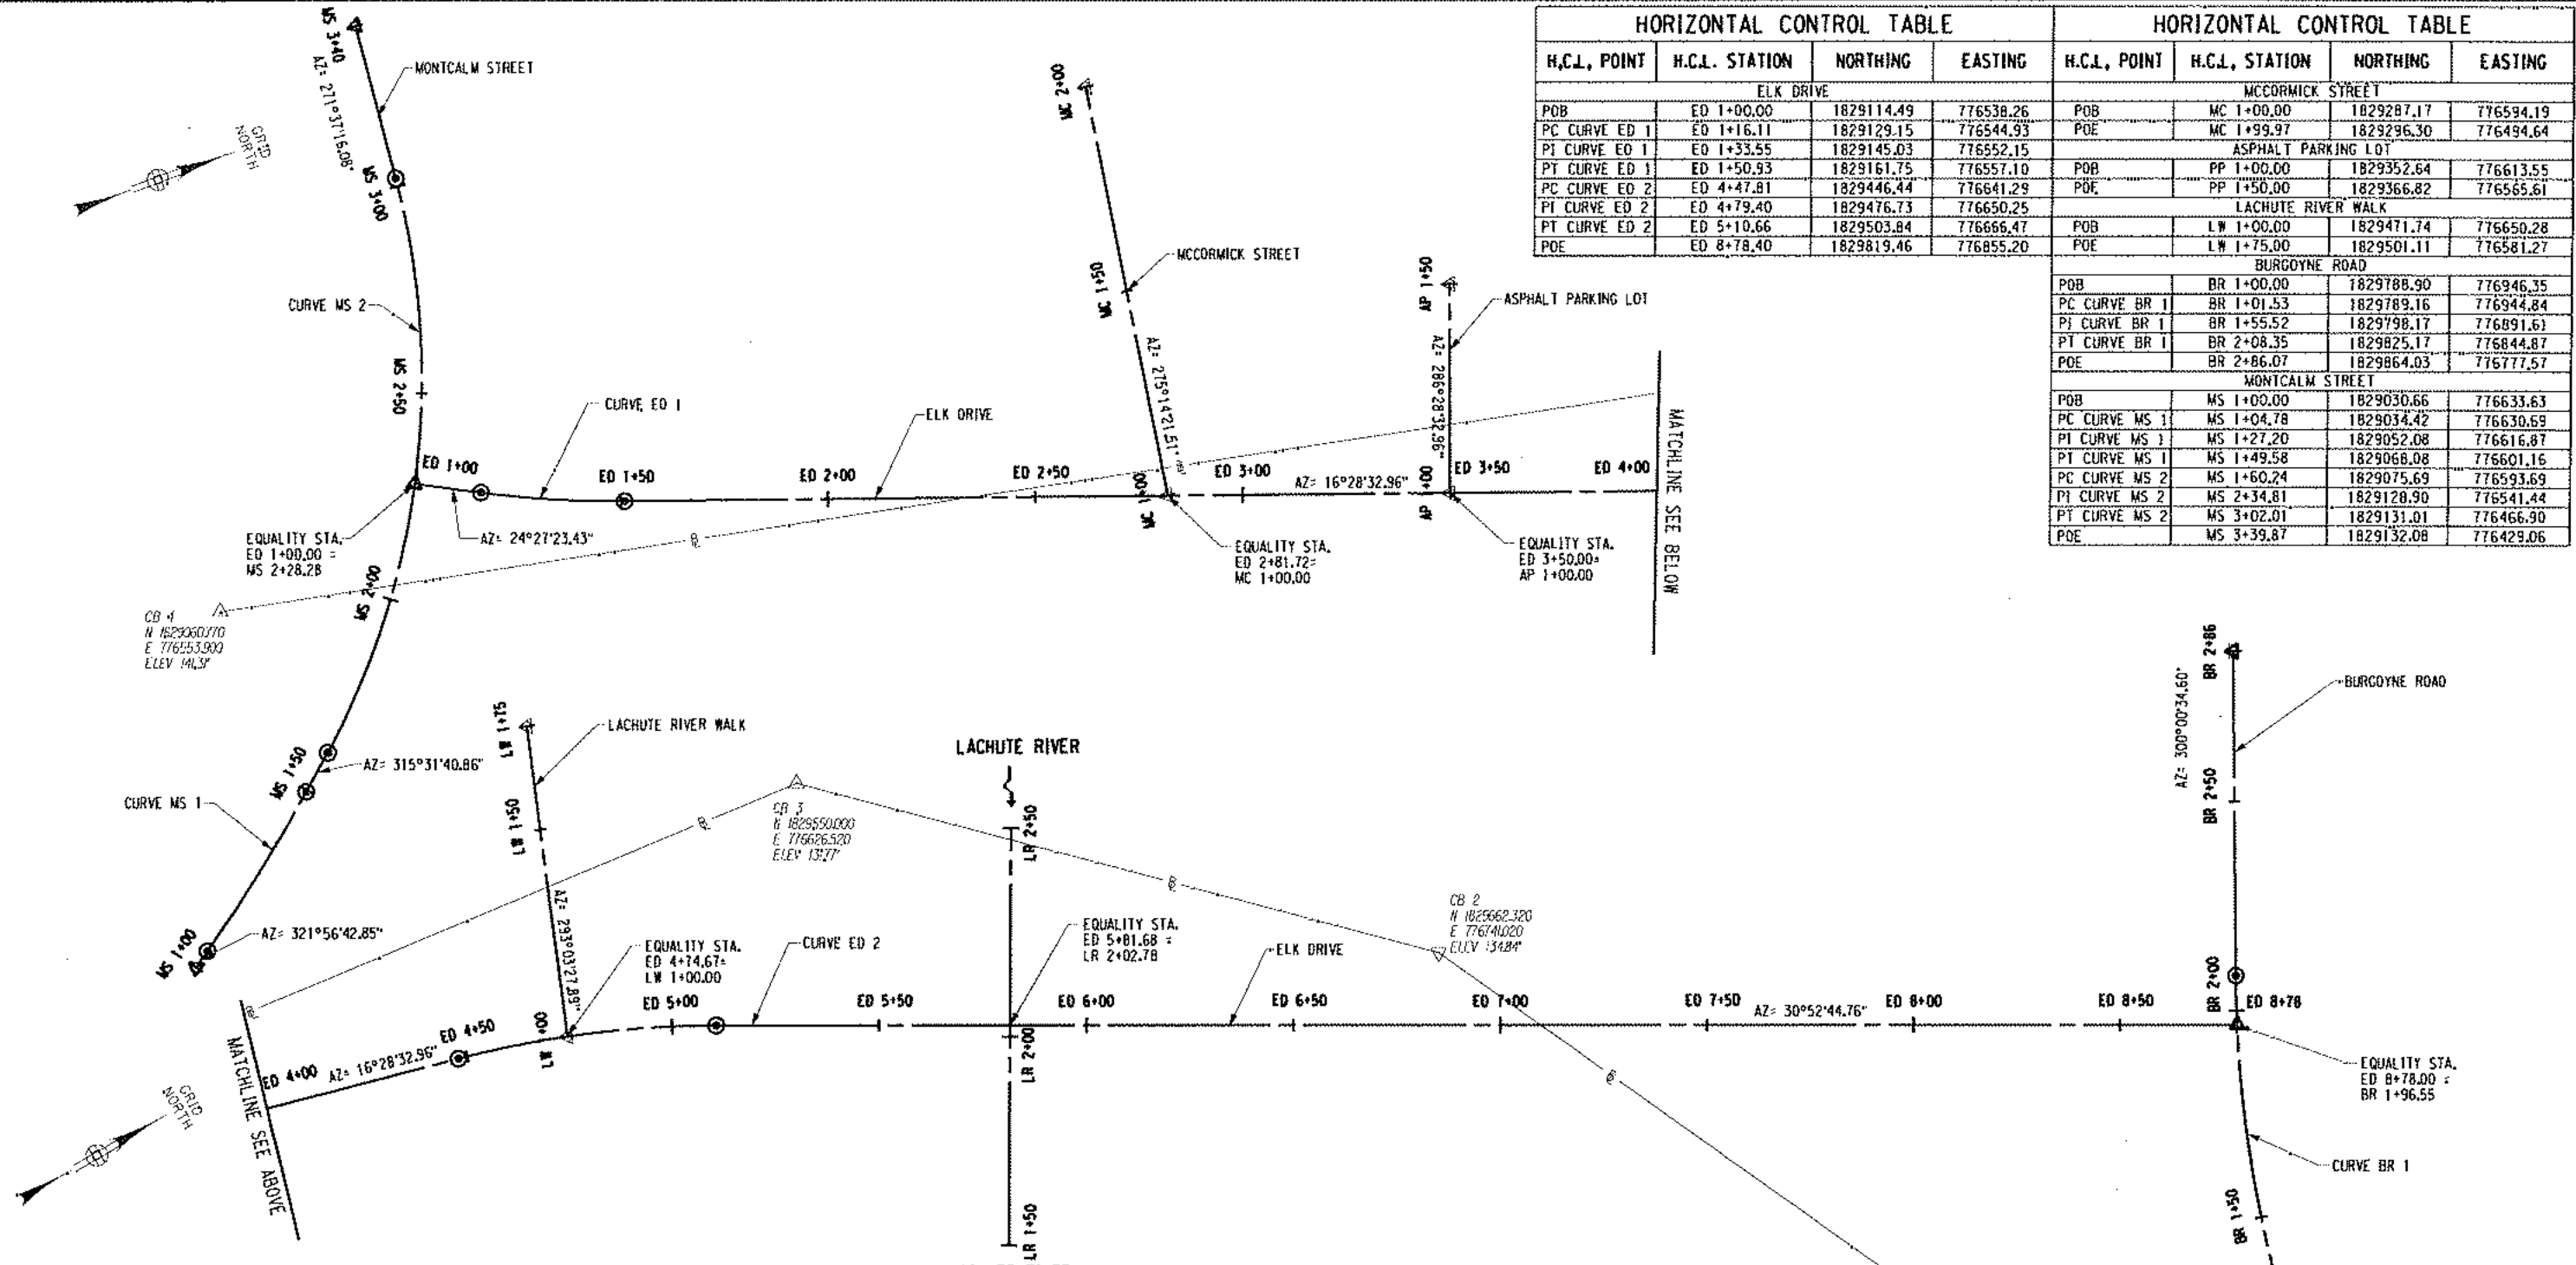 HORIZONTAL CONTROL TABLE
H.C.L. POINT H.C.L. STATION NORTHING EASTING
ELK DRIVE
POB ED 1+00.00 1829114.49 776538.26
PC CURVE ED 1 ED 1+16.11 1829129.15 776544.93
PI CURVE ED 1 ED 1+33.55 1829145.03 776552.15
PT CURVE ED 1 ED 1+50.93 1829161.75 776557.10
PC CURVE ED 2 ED 4+47.81 1829446.44 776641.29
PI CURVE ED 2 ED 4+79.40 1829476.73 776650.25
PT CURVE ED 2 ED 5+10.66 1829503.84 776666.47
POE ED 8+78.40 1829819.46 776855.20
HORIZONTAL CONTROL TABLE
H.C.L. POINT H.C.L. STATION NORTHING EASTING
MCCORMICK STREET
POB MC 1+00.00 1829287.17 776594.19
POE MC 1+99.97 1829296.30 776494.64
ASPHALT PARKING LOT
POB PP 1+00.00 1829352.64 776613.55
POE PP 1+50.00 1829366.82 776565.61
LACHUTE RIVER WALK
POB LW 1+00.00 1829471.74 776650.28
POE LW 1+75.00 1829501.11 776581.27
BURGOYNE ROAD
POB BR 1+00.00 1829788.90 776946.35
PC CURVE BR 1 BR 1+01.53 1829789.16 776944.84
PI CURVE BR 1 BR 1+55.52 1829798.17 776891.61
PT CURVE BR 1 BR 2+08.35 1829825.17 776844.87
POE BR 2+86.07 1829864.03 776777.57
MONTCALM STREET
POB MS 1+00.00 1829030.66 776633.63
PC CURVE MS 1 MS 1+04.78 1829034.42 776630.69
PI CURVE MS 1 MS 1+27.20 1829052.08 776616.87
PT CURVE MS 1 MS 1+49.58 1829068.08 776601.16
PC CURVE MS 2 MS 1+60.24 1829075.69 776593.69
PI CURVE MS 2 MS 2+34.81 1829128.90 776541.44
PT CURVE MS 2 MS 3+02.01 1829131.01 776466.90
POE MS 3+39.87 1829132.08 776429.06
MS 3+40
AZ= 271°37'16.08"
MONTCALM STREET
MS 3+00
GRID
NORTH
CURVE MS 2
MS 2+50
CURVE ED 1
ELK DRIVE
MC 2+00
MC 1+50
MCCORMICK STREET
AZ= 275°14'21.51"
AP 1+50
ASPHALT PARKING LOT
AZ= 286°28'32.96"
MATCHLINE SEE BELOW
ED 1+00
ED 1+50
ED 2+00
ED 2+50
MC 1+00
ED 3+00
AZ= 16°28'32.96"
AP 1+00
ED 3+50
ED 4+00
EQUALITY STA.
ED 1+00.00 =
MS 2+28.28
AZ= 24°27'23.43"
EQUALITY STA.
ED 2+81.72=
MC 1+00.00
EQUALITY STA.
ED 3+50.00=
AP 1+00.00
MS 2+00
CB 4
E 776553.900
MS 1+50
AZ= 315°31'40.86"
CURVE MS 1
MS 1+00
AZ= 321°56'42.85"
LW 1+75
LACHUTE RIVER WALK
LW 1+50
AZ= 293°03'27.89"
LW 1+00
CB 3
N 1829550.000
E 776626.520
LACHUTE RIVER
LR 2+50
LR 2+00
LR 1+50
EQUALITY STA.
ED 4+74.67=
LW 1+00.00
CURVE ED 2
EQUALITY STA.
ED 5+81.68 =
LR 2+02.78
ELK DRIVE
CB 2
E 776741.020
ELEV 134.84'
MATCHLINE SEE ABOVE
ED 4+00
AZ= 16°28'32.96"
ED 4+50
ED 5+00
ED 5+50
ED 6+00
ED 6+50
ED 7+00
ED 7+50
AZ= 30°52'44.76"
ED 8+00
ED 8+50
ED 8+78
BR 2+86
AZ= 300°00'34.60"
BURGOYNE ROAD
BR 2+50
BR 2+00
EQUALITY STA.
ED 8+78.00 =
BR 1+96.55
CURVE BR 1
BR 1+50
GRID
NORTH